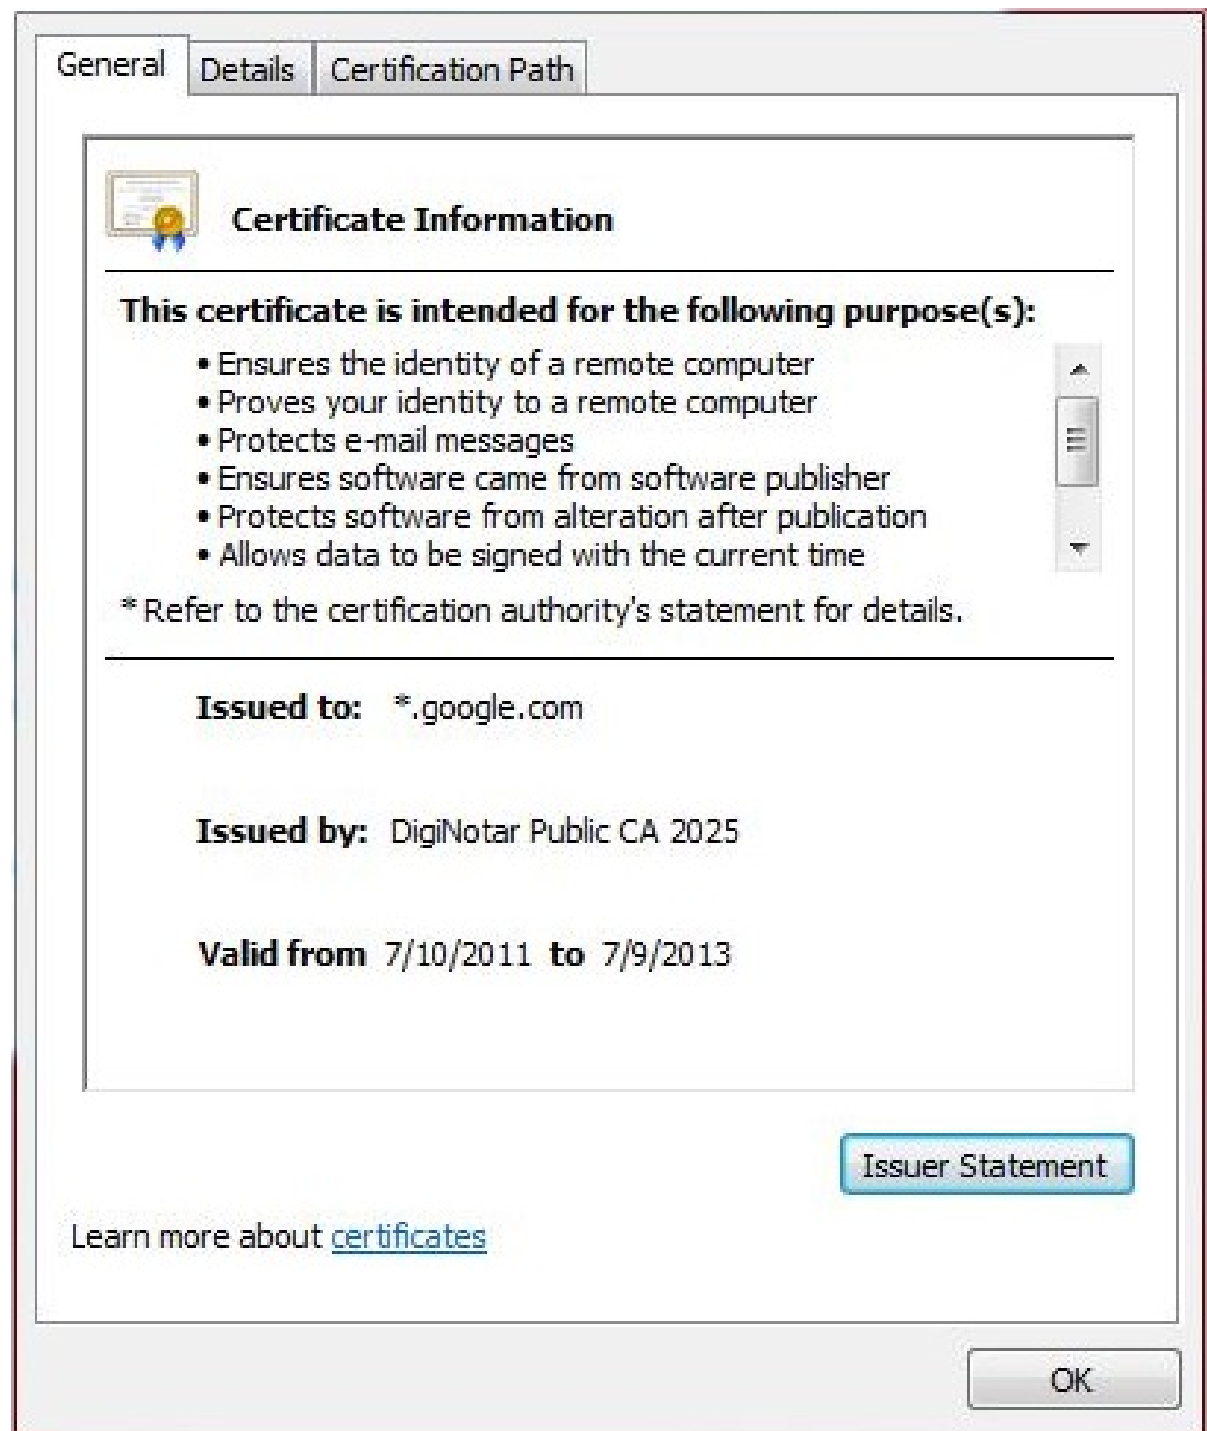 General Details Certification Path
Certificate Information
This certificate is intended for the following purpose(s):
• Ensures the identity of a remote computer
• Proves your identity to a remote computer
• Protects e-mail messages
• Ensures software came from software publisher
• Protects software from alteration after publication
• Allows data to be signed with the current time
* Refer to the certification authority's statement for details.
Issued to: *.google.com
Issued by: DigiNotar Public CA 2025
Valid from 7/10/2011 to 7/9/2013
Issuer Statement
Learn more about certificates
OK